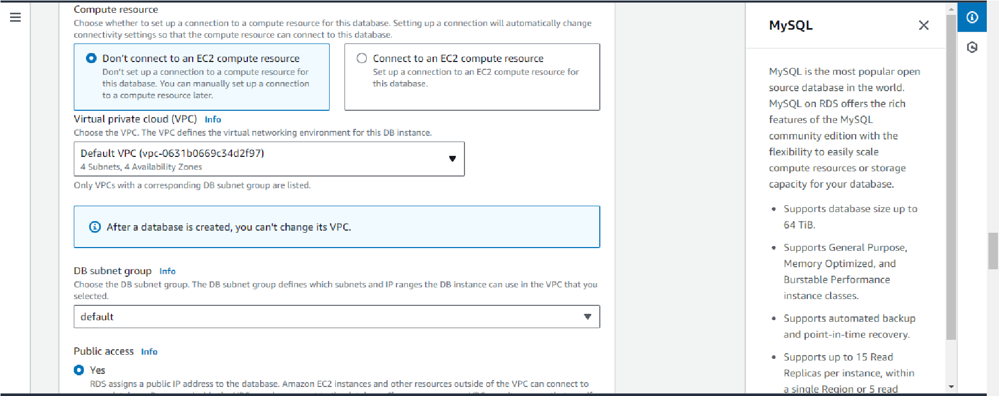 Compute resource
Choose whether to set up a connection to a compute resource for this database. Setting up a connection will automatically change
connectivity settings so that the compute resource can connect to this database.
Don't connect to an EC2 compute resource
Don't set up a connection to a compute resource for
this database. You can manually set up a connection
to a compute resource later.
Connect to an EC2 compute resource
Set up a connection to an EC2 compute resource for
this database.
Virtual private cloud (VPC) Info
Choose the VPC. The VPC defines the virtual networking environment for this DB instance.
Default VPC (vpc-0631b0669c34d2f97)
4 Subnets, 4 Availability Zones
Only VPCs with a corresponding DB subnet group are listed.
After a database is created, you can't change its VPC.
DB subnet group Info
Choose the DB subnet group. The DB subnet group defines which subnets and IP ranges the DB instance can use in the VPC that you
selected.
default
Public access Info
Yes
RDS assigns a public IP address to the database. Amazon EC2 instances and other resources outside of the VPC can connect to
MySQL
MySQL is the most popular open
source database in the world.
MySQL on RDS offers the rich
features of the MySQL
community edition with the
flexibility to easily scale
compute resources or storage
capacity for your database.
• Supports database size up to
64 TiB.
• Supports General Purpose,
Memory Optimized, and
Burstable Performance
instance classes.
• Supports automated backup
and point-in-time recovery.
• Supports up to 15 Read
Replicas per instance, within
a single Region or 5 read